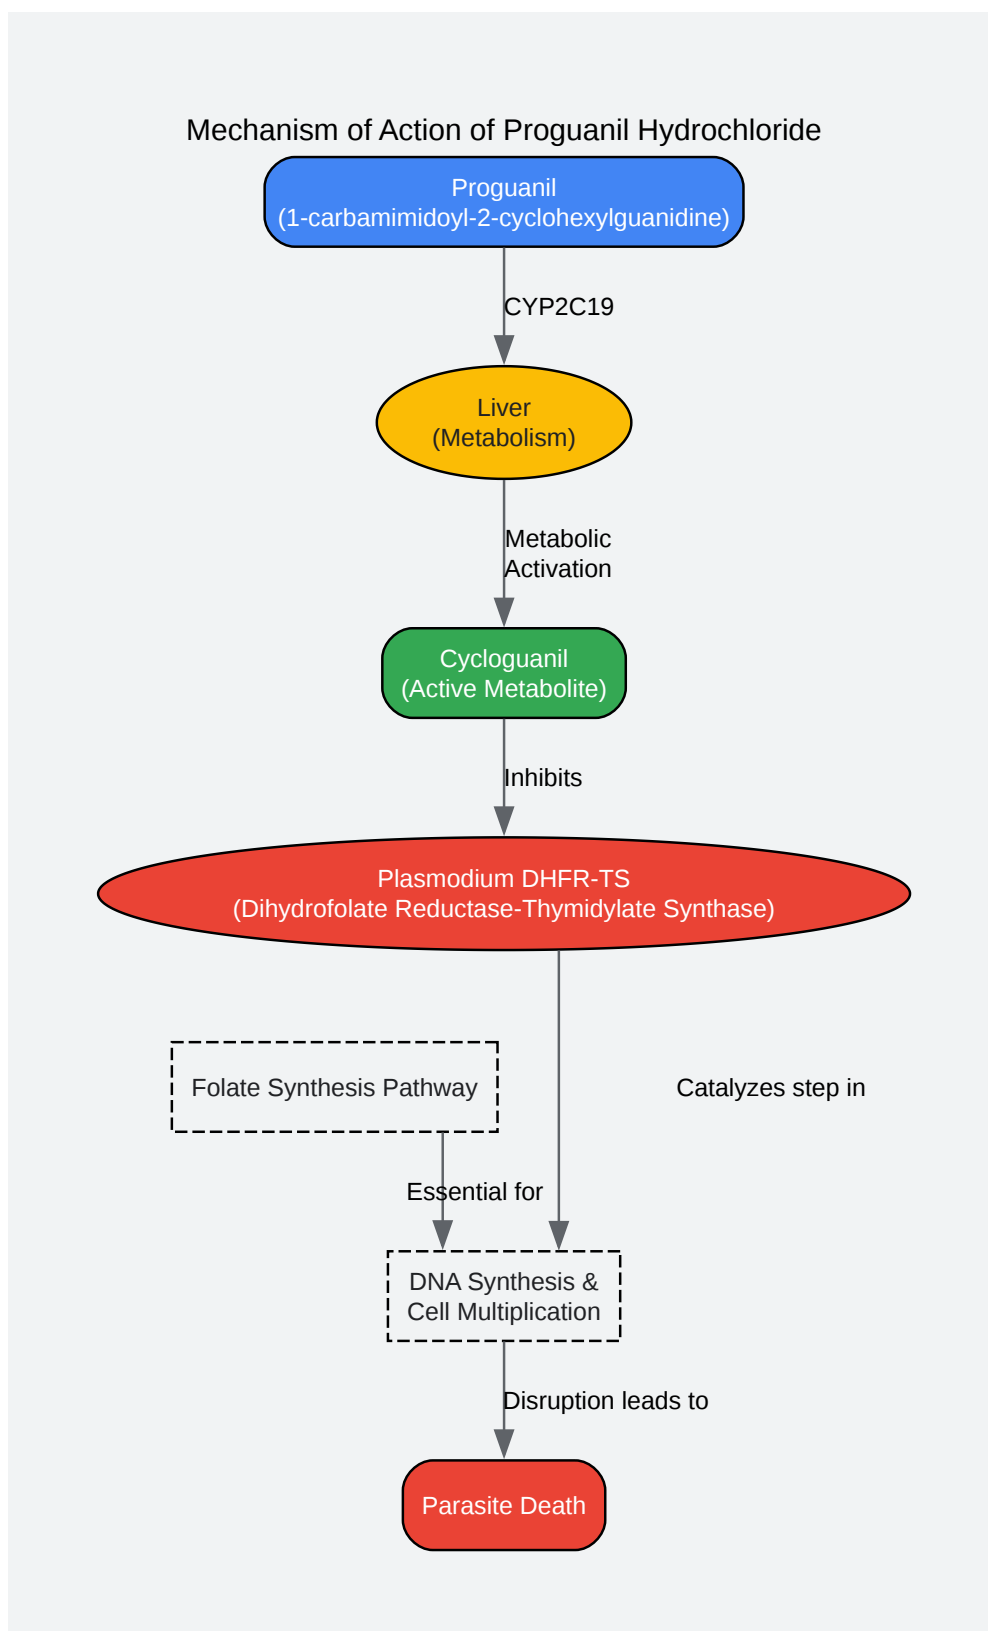 Mechanism of Action of Proguanil Hydrochloride
Proguanil
(1-carbamimidoyl-2-cyclohexylguanidine)
CYP2C19
Liver
(Metabolism)
Metabolic
Activation
Cycloguanil
(Active Metabolite)
Inhibits
Plasmodium DHFR-TS
(Dihydrofolate Reductase-Thymidylate Synthase)
Folate Synthesis Pathway
Catalyzes step in
Essential for
DNA Synthesis &
Cell Multiplication
Disruption leads to
Parasite Death